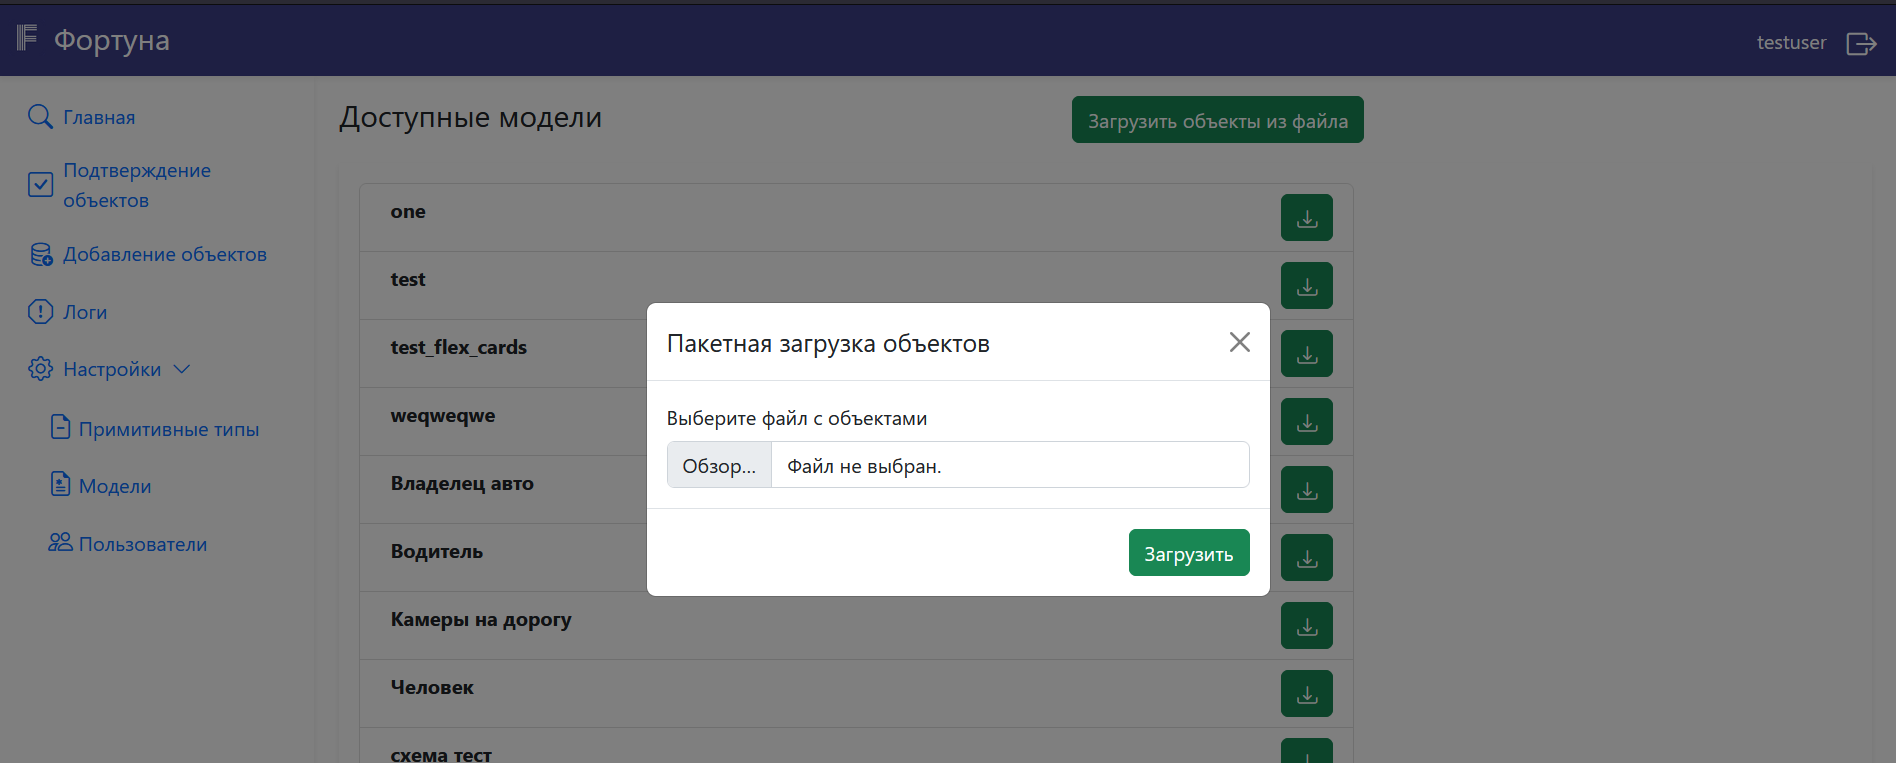 Фортуна
testuser
Главная
Подтверждение
объектов
Добавление объектов
Логи
Настройки
Примитивные типы
Модели
Пользователи
Доступные модели
Загрузить объекты из файла
one
test
test_flex_cards
weqweqwe
Владелец авто
Водитель
Камеры на дорогу
Человек
схема тест
Пакетная загрузка объектов
Выберите файл с объектами
Обзор... Файл не выбран.
Загрузить